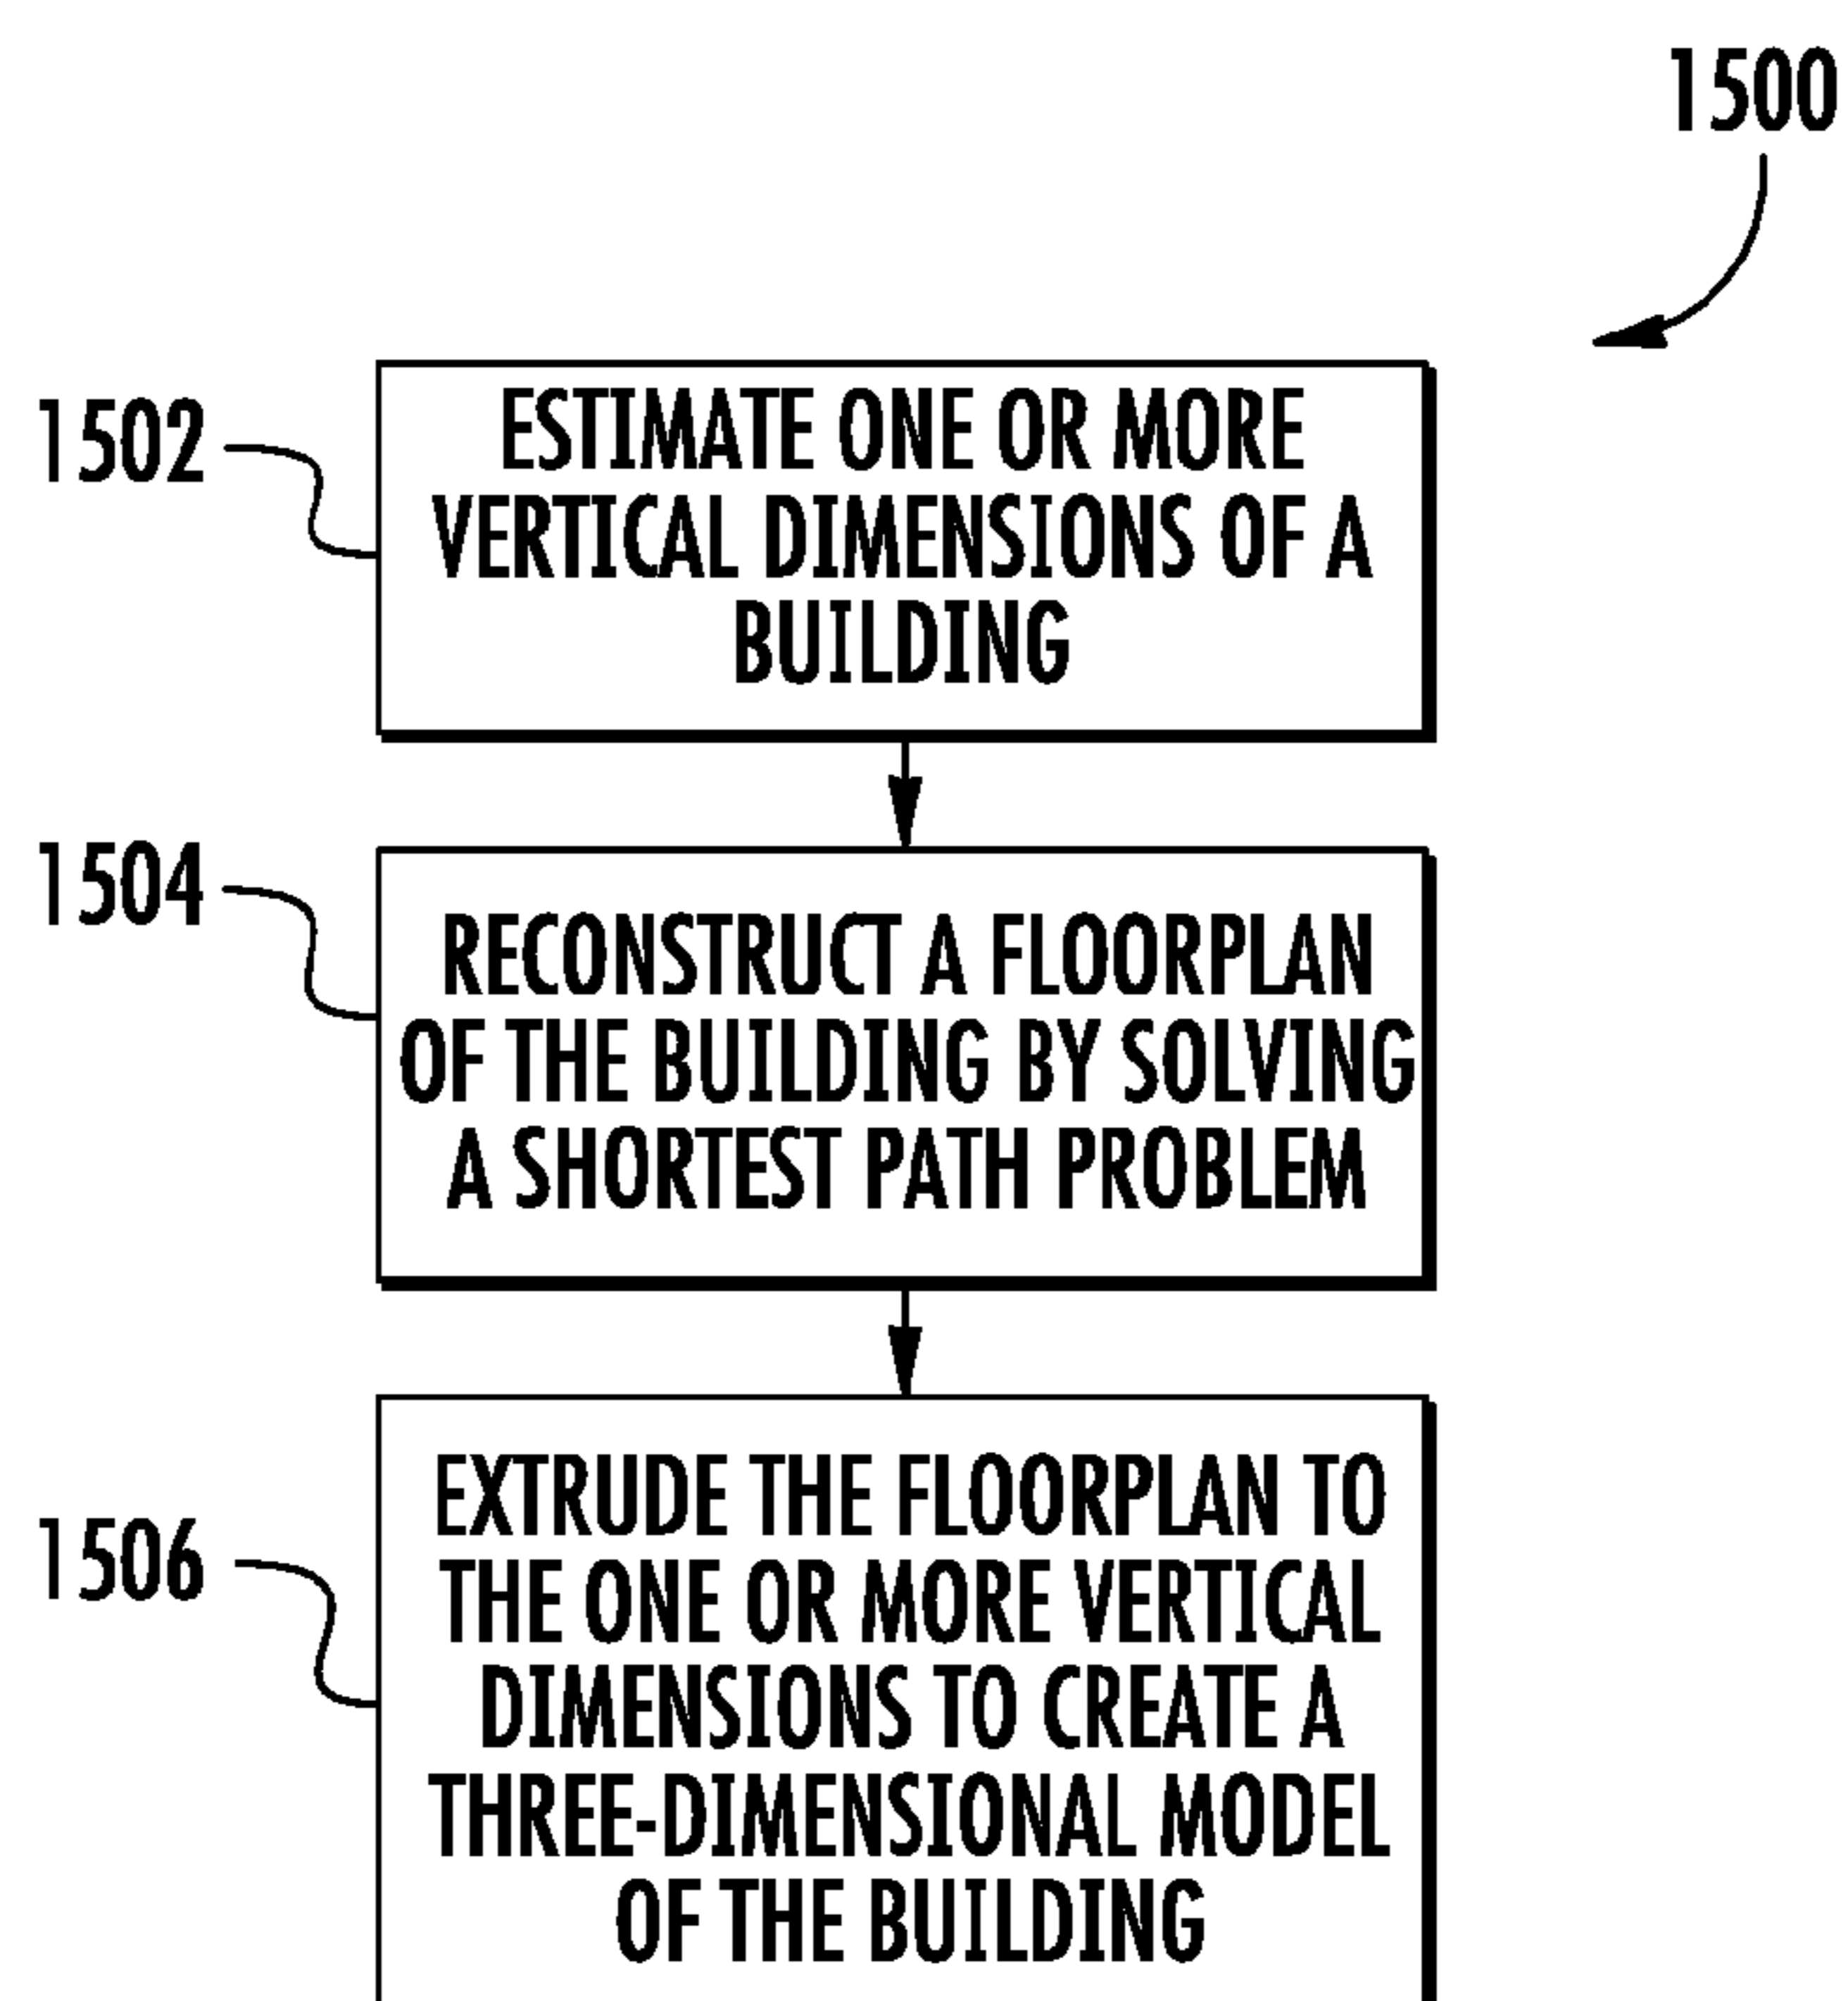 1500
1502
ESTIMATE ONE OR MORE
VERTICAL DIMENSIONS OF A
BUILDING
1504
RECONSTRUCT A FLOORPLAN
OF THE BUILDING BY SOLVING
A SHORTEST PATH PROBLEM
1506
EXTRUDE THE FLOORPLAN TO
THE ONE OR MORE VERTICAL
DIMENSIONS TO CREATE A
THREE-DIMENSIONAL MODEL
OF THE BUILDING